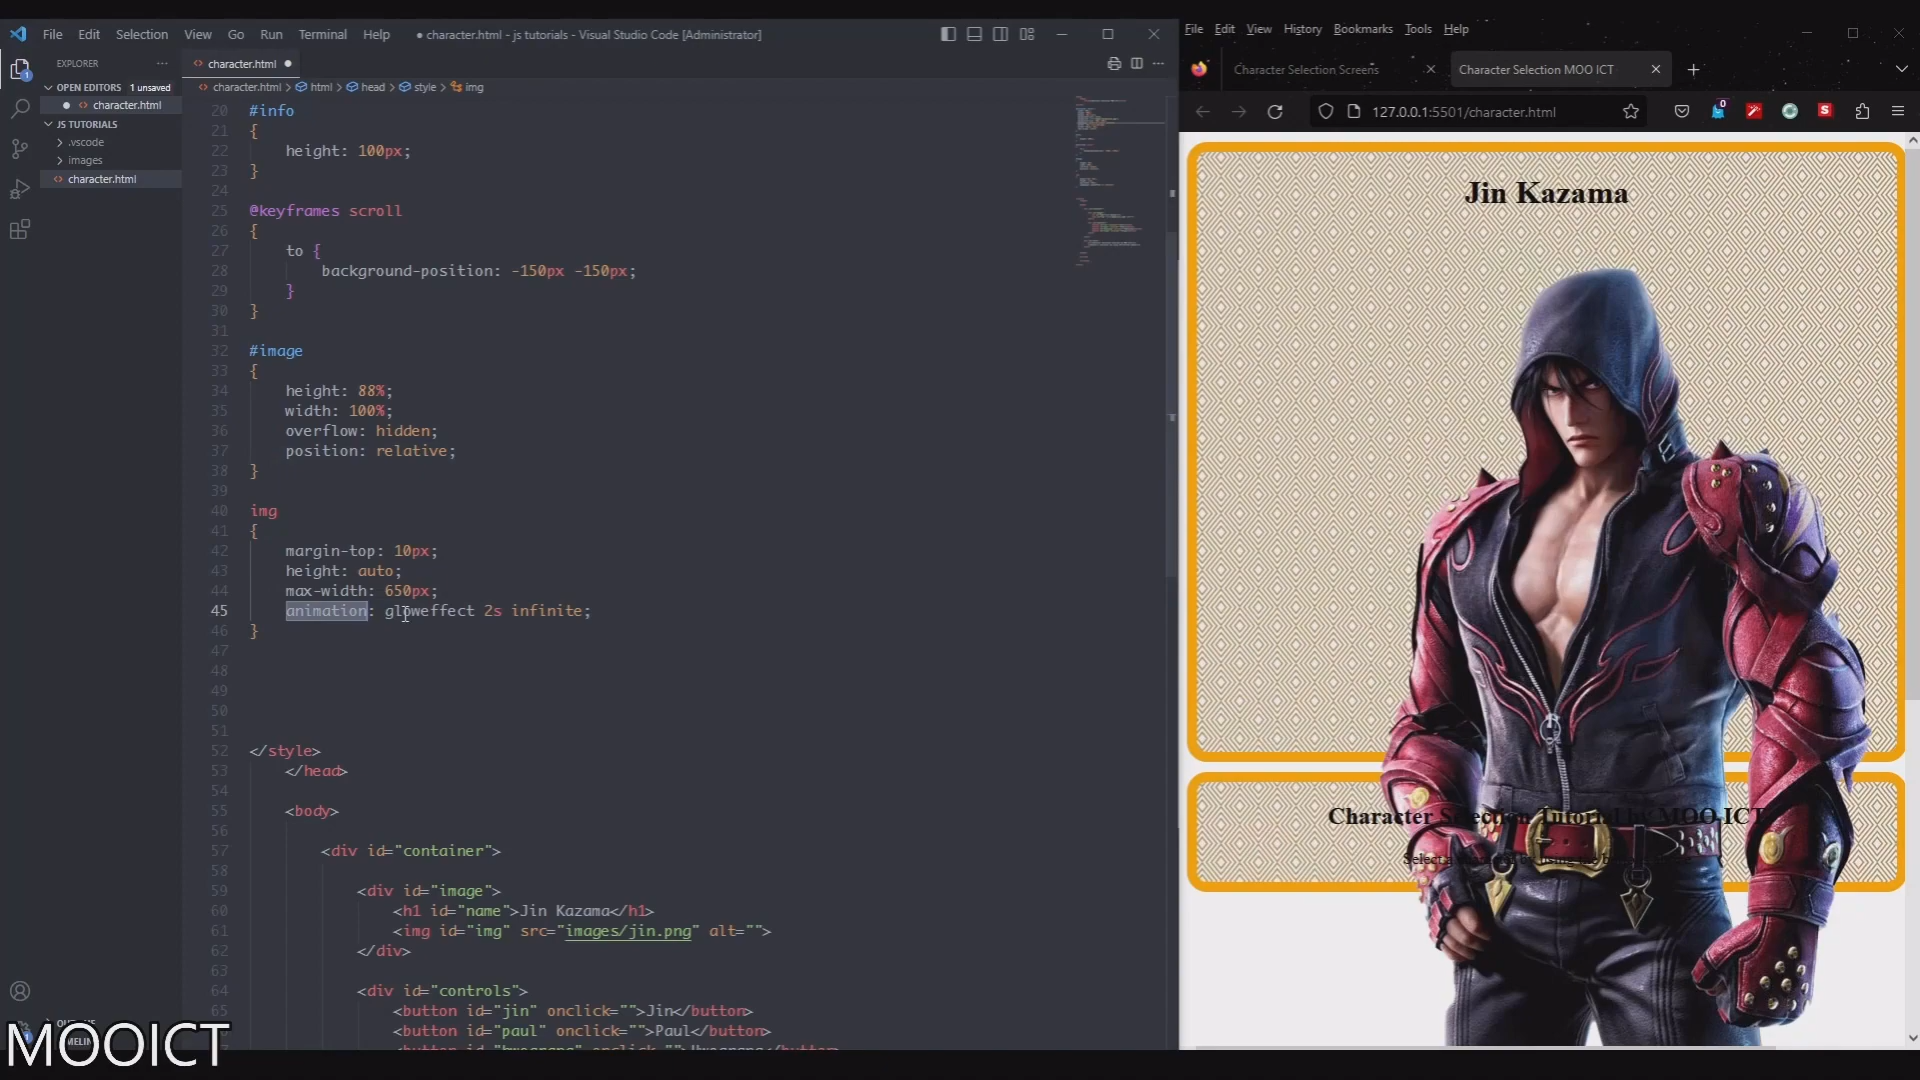 File Edit Selection View Go Run Terminal Help
● character.html - js tutorials - Visual Studio Code [Administrator]
EXPLORER
OPEN EDITORS 1 unsaved
character.html
JS TUTORIALS
.vscode
images
character.html
character.html
character.html > html > head > style > img
20 #info
21 {
22 height: 100px;
23 }
24
25 @keyframes scroll
26 {
27 to {
28 background-position: -150px -150px;
29 }
30 }
31
32 #image
33 {
34 height: 88%;
35 width: 100%;
36 overflow: hidden;
37 position: relative;
38 }
39
40 img
41 {
42 margin-top: 10px;
43 height: auto;
44 max-width: 650px;
45 animation: gloweffect 2s infinite;
46 }
47
48
49
50
51
52 </style>
53 </head>
54
55 <body>
56
57 <div id="container">
58
59 <div id="image">
60 <h1 id="name">Jin Kazama</h1>
61 <img id="img" src="images/jin.png" alt="">
62 </div>
63
64 <div id="controls">
65 <button id="jin" onclick="">Jin</button>
<button id="paul" onclick="">Paul</button>
MOOICT
File Edit View History Bookmarks Tools Help
Character Selection Screens
Character Selection MOO ICT
127.0.0.1:5501/character.html
0
Jin Kazama
Character Selection Tutorial by MOO ICT